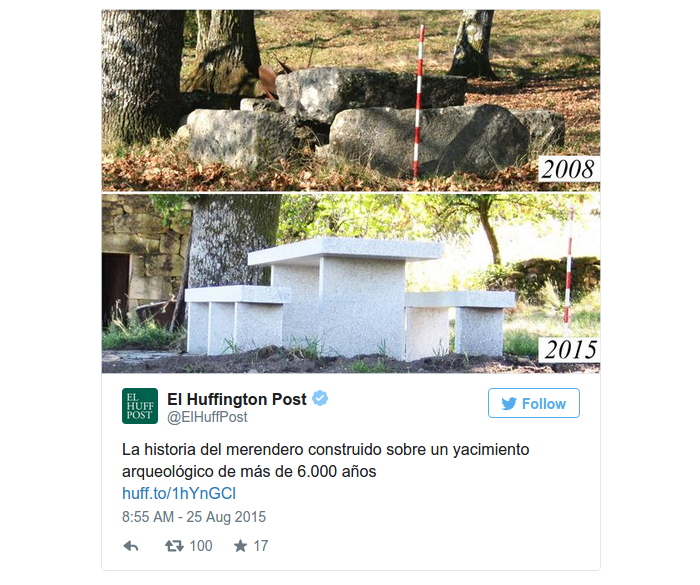 2008
2015
EL
HUFF
POST
El Huffington Post
@ElHuffPost
Follow
La historia del merendero construido sobre un yacimiento
arqueológico de más de 6.000 años
huff.to/1hYnGCl
8:55 AM - 25 Aug 2015
100
17